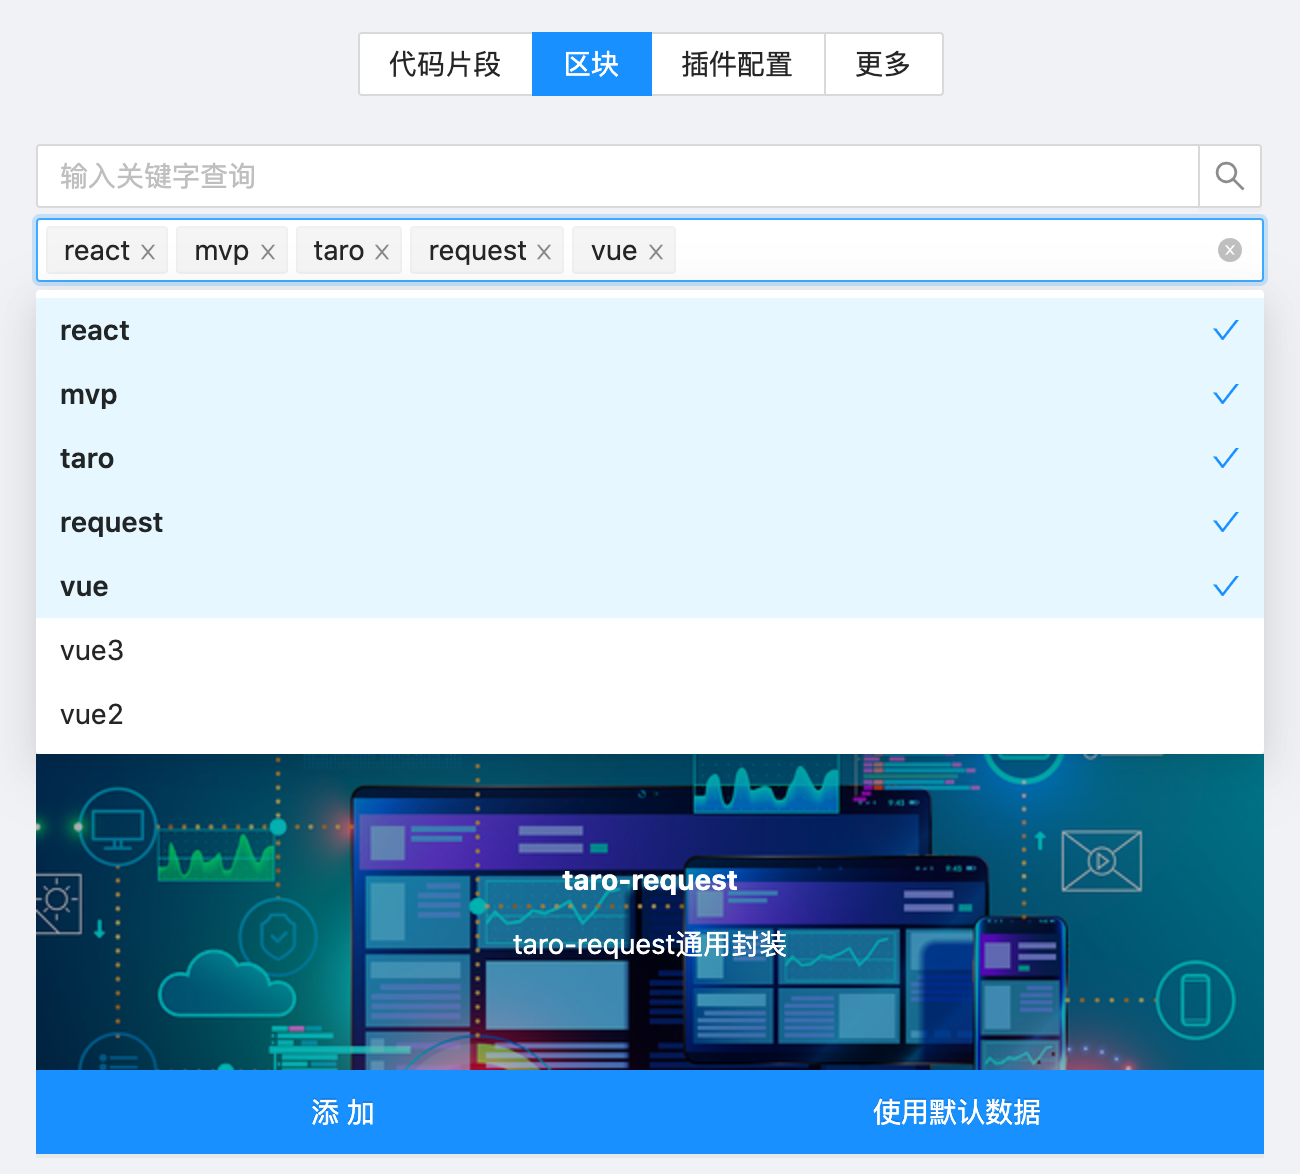 代码片段 区块 插件配置 更多
输入关键字查询
react mvp taro request vue
react
mvp
taro
request
vue
vue3
vue2
taro-request
taro-request通用封装
添加 使用默认数据